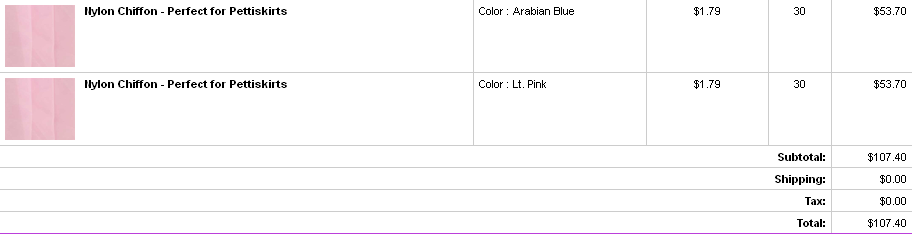 Nylon Chiffon - Perfect for Pettiskirts Color : Arabian Blue $1.79 30 $53.70
Nylon Chiffon - Perfect for Pettiskirts Color : Lt. Pink $1.79 30 $53.70
Subtotal: $107.40
Shipping: $0.00
Tax: $0.00
Total: $107.40